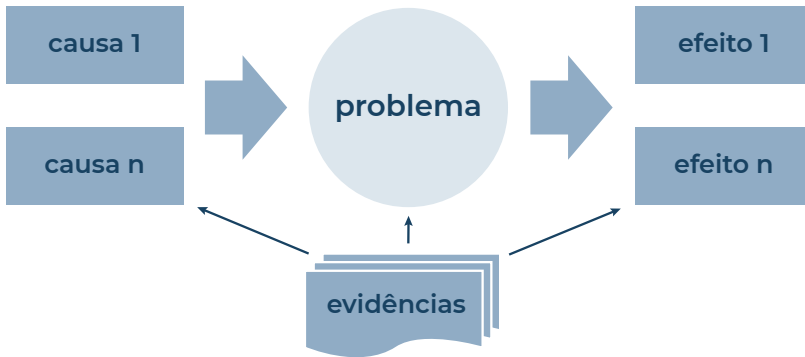 causa 1
causa n
problema
efeito 1
efeito n
evidências